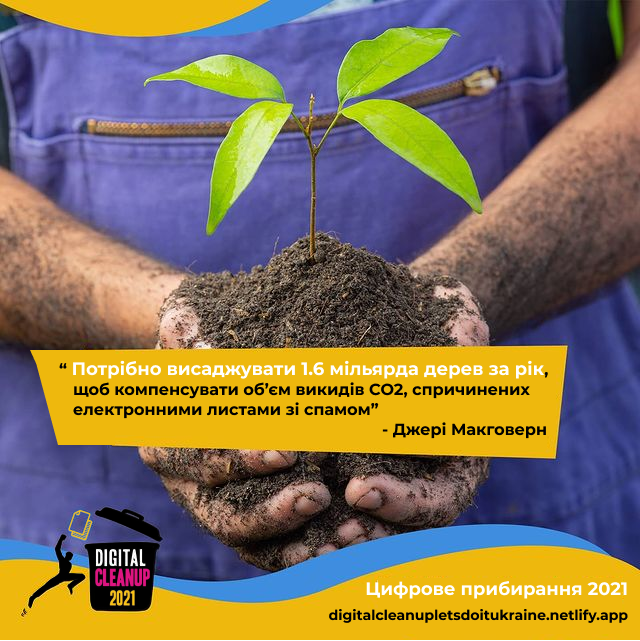 “ Потрібно висаджувати 1.6 мільярда дерев за рік,
щоб компенсувати об’єм викидів СО2, спричинених
електронними листами зі спамом”
- Джері Макговерн
DIGITAL
CLEANUP
2021
Цифрове прибирання 2021
digitalcleanupletsdoitukraine.netlify.app